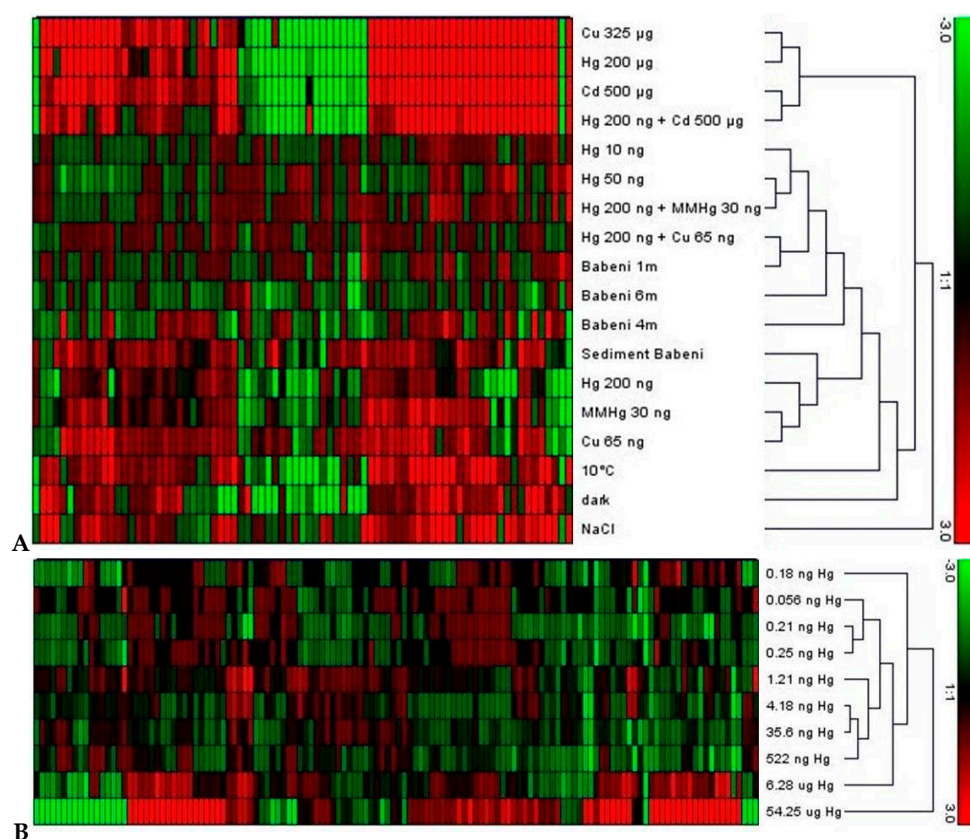 Cu 325 µg
Hg 200 µg
Cd 500 µg
Hg 200 ng + Cd 500 µg
Hg 10 ng
Hg 50 ng
Hg 200 ng + MMHg 30 ng
Hg 200 ng + Cu 65 ng
Babeni 1m
Babeni 6m
Babeni 4m
Sediment Babeni
Hg 200 ng
MMHg 30 ng
Cu 65 ng
10°C
dark
NaCl
-3.0
1:1
3.0
A
0.18 ng Hg
0.056 ng Hg
0.21 ng Hg
0.25 ng Hg
1.21 ng Hg
4.18 ng Hg
35.6 ng Hg
522 ng Hg
6.28 ug Hg
54.25 ug Hg
-3.0
1:1
3.0
B